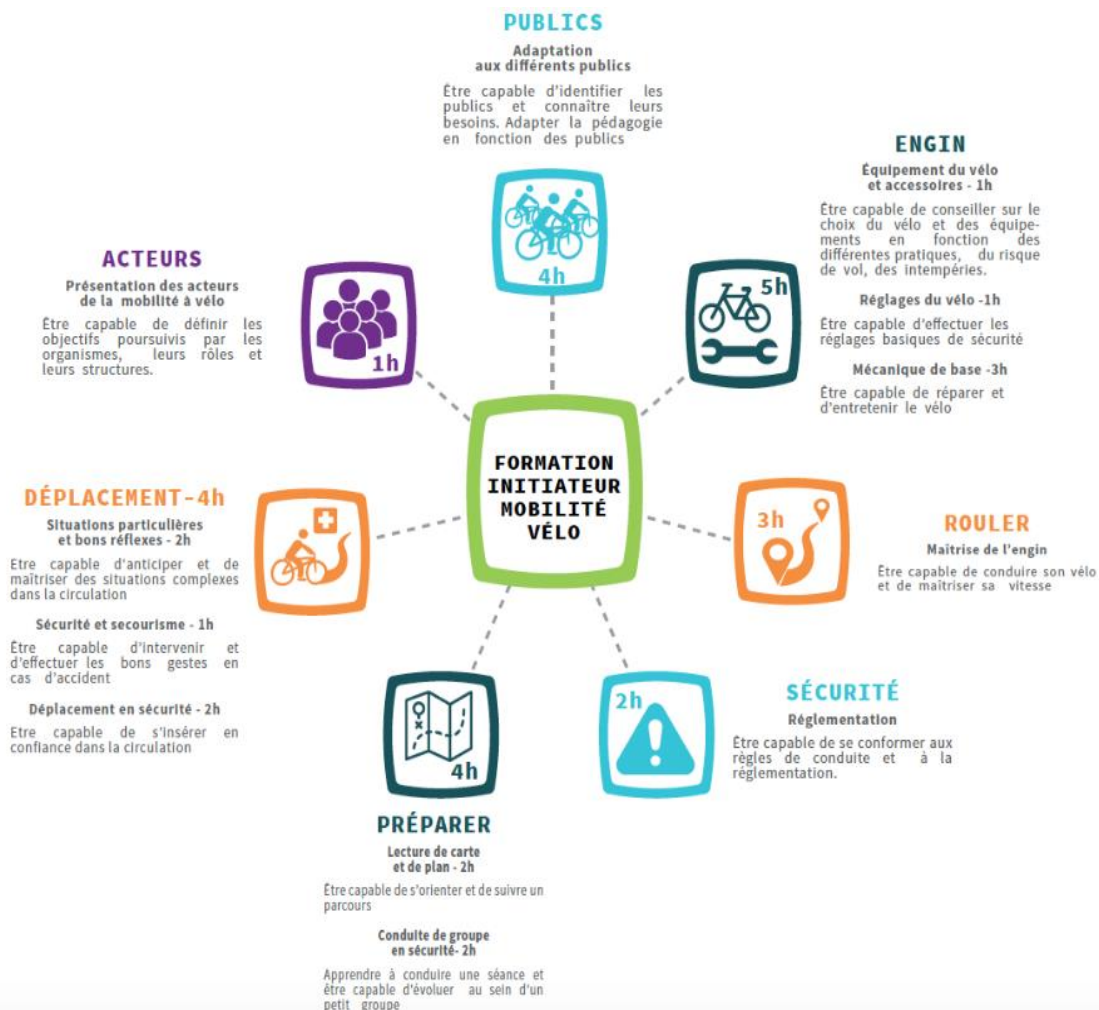 PUBLICS
Adaptation
aux différents publics
Être capable d'identifier les
publics et connaître leurs
besoins. Adapter la pédagogie
en fonction des publics
4h
ENGIN
Équipement du vélo
et accessoires - 1h
Être capable de conseiller sur le
choix du vélo et des équipe-
ments en fonction des
différentes pratiques, du risque
de vol, des intempéries.
Réglages du vélo -1h
Être capable d'effectuer les
réglages basiques de sécurité
Mécanique de base -3h
Être capable de réparer et
d'entretenir le vélo
5h
ACTEURS
Présentation des acteurs
de la mobilité à vélo
Être capable de définir les
objectifs poursuivis par les
organismes, leurs rôles et
leurs structures.
1h
FORMATION
INITIATEUR
MOBILITÉ
VÉLO
DÉPLACEMENT-4h
Situations particulières
et bons réflexes - 2h
Etre capable d'anticiper et de
maîtriser des situations complexes
dans la circulation
Sécurité et secourisme - 1h
Être capable d'intervenir et
d'effectuer les bons gestes en
cas d'accident
Déplacement en sécurité - 2h
Etre capable de s'insérer en
confiance dans la circulation
3h
ROULER
Maîtrise de l'engin
Être capable de conduire son vélo
et de maîtriser sa vitesse
2h
SÉCURITÉ
Réglementation
Être capable de se conformer aux
règles de conduite et à la
réglementation.
4h
PRÉPARER
Lecture de carte
et de plan - 2h
Être capable de s'orienter et de suivre un
parcours
Conduite de groupe
en sécurité- 2h
Apprendre à conduire une séance et
être capable d'évoluer au sein d'un
petit groupe